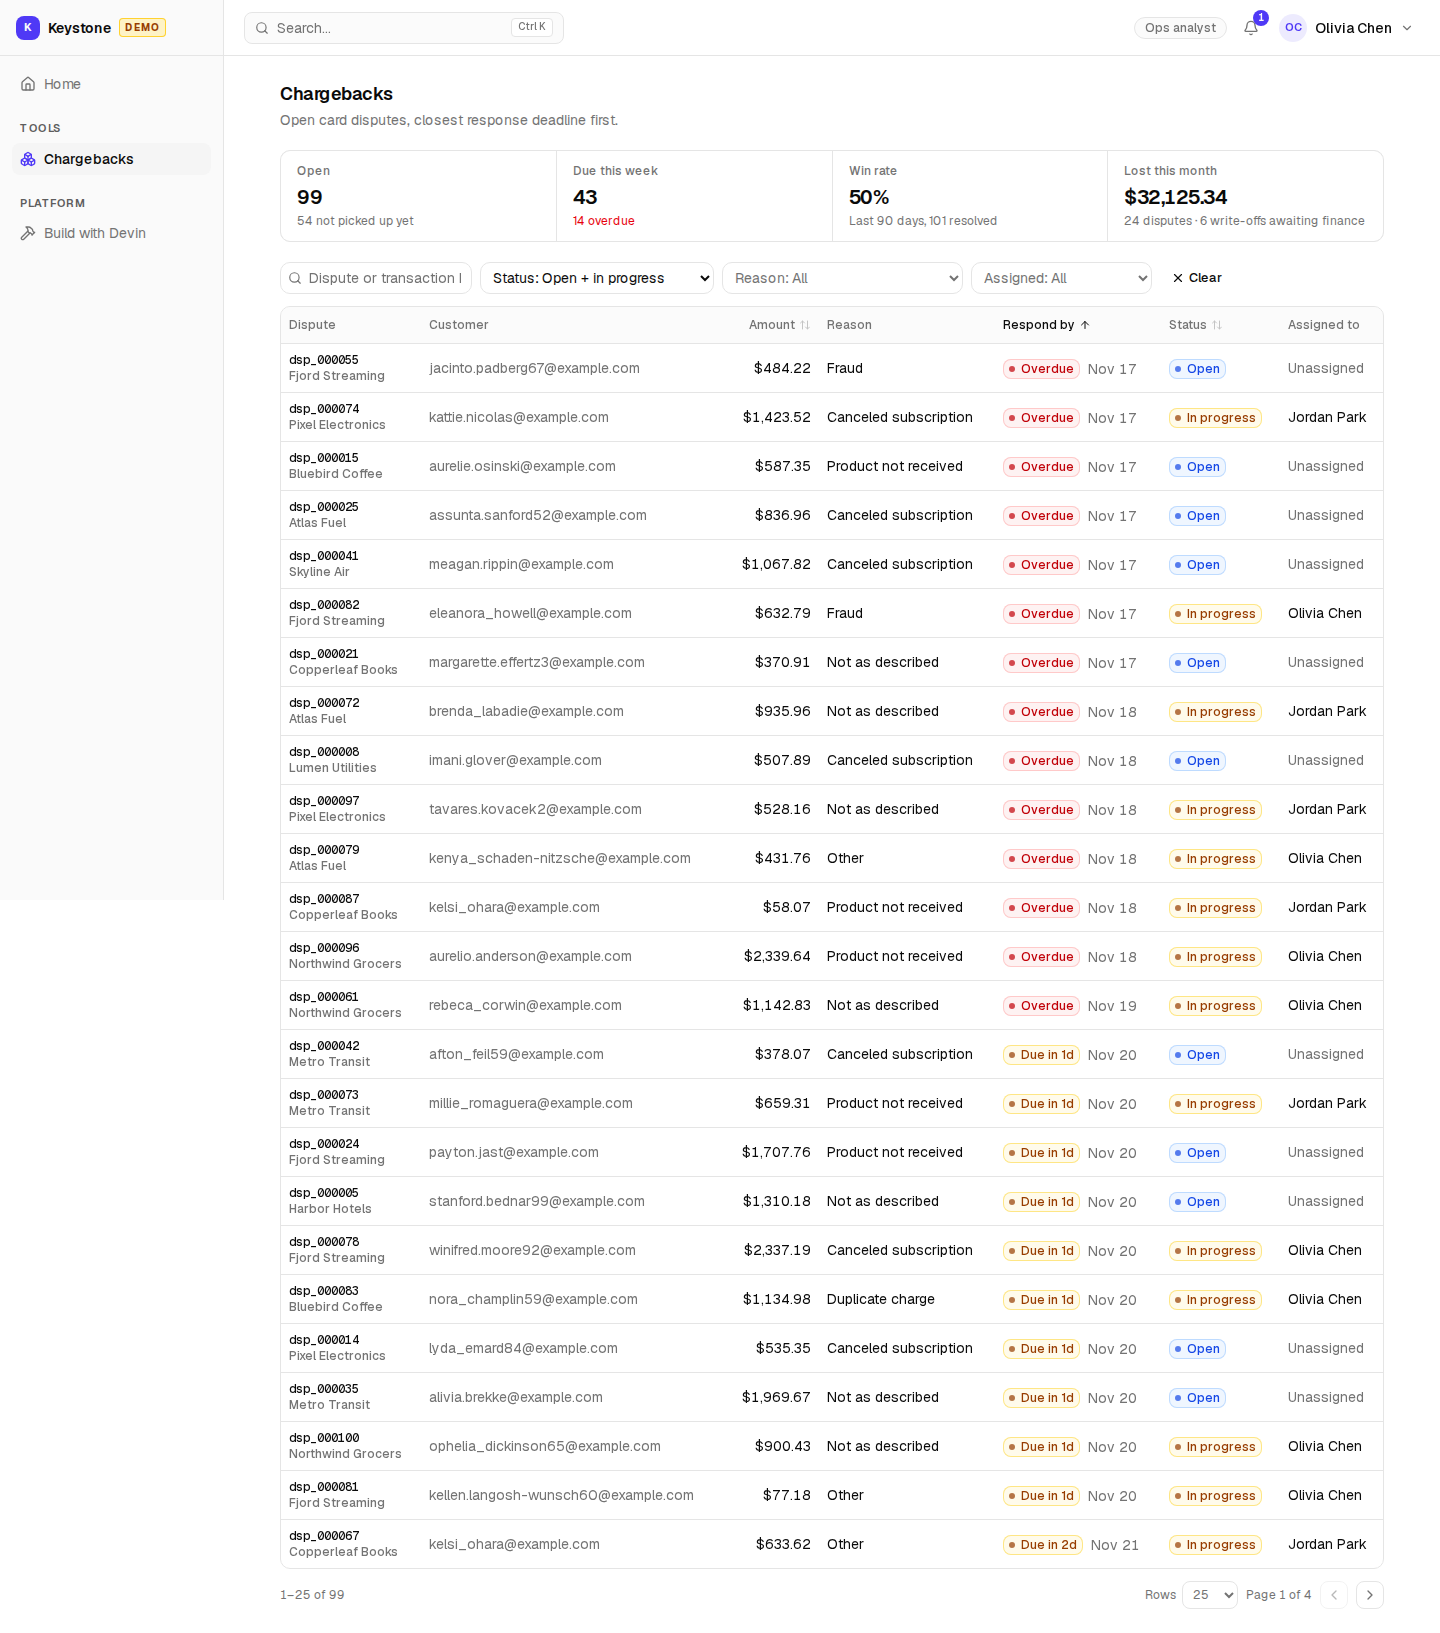 K Keystone DEMO
Search... Ctrl K
Ops analyst 1 OC Olivia Chen
Home
TOOLS
Chargebacks
PLATFORM
Build with Devin
Chargebacks
Open card disputes, closest response deadline first.
Open
99
54 not picked up yet
Due this week
43
14 overdue
Win rate
50%
Last 90 days, 101 resolved
Lost this month
$32,125.34
24 disputes · 6 write-offs awaiting finance
Dispute or transaction I Status: Open + in progress Reason: All Assigned: All Clear
Dispute Customer Amount Reason Respond by Status Assigned to
dsp_000055 jacinto.padberg67@example.com $484.22 Fraud Overdue Nov 17 Open Unassigned
Fjord Streaming
dsp_000074 kattie.nicolas@example.com $1,423.52 Canceled subscription Overdue Nov 17 In progress Jordan Park
Pixel Electronics
dsp_000015 aurelie.osinski@example.com $587.35 Product not received Overdue Nov 17 Open Unassigned
Bluebird Coffee
dsp_000025 assunta.sanford52@example.com $836.96 Canceled subscription Overdue Nov 17 Open Unassigned
Atlas Fuel
dsp_000041 meagan.rippin@example.com $1,067.82 Canceled subscription Overdue Nov 17 Open Unassigned
Skyline Air
dsp_000082 eleanora_howell@example.com $632.79 Fraud Overdue Nov 17 In progress Olivia Chen
Fjord Streaming
dsp_000021 margarette.effertz3@example.com $370.91 Not as described Overdue Nov 17 Open Unassigned
Copperleaf Books
dsp_000072 brenda_labadie@example.com $935.96 Not as described Overdue Nov 18 In progress Jordan Park
Atlas Fuel
dsp_000008 imani.glover@example.com $507.89 Canceled subscription Overdue Nov 18 Open Unassigned
Lumen Utilities
dsp_000097 tavares.kovacek2@example.com $528.16 Not as described Overdue Nov 18 In progress Jordan Park
Pixel Electronics
dsp_000079 kenya_schaden-nitzsche@example.com $431.76 Other Overdue Nov 18 In progress Olivia Chen
Atlas Fuel
dsp_000087 kelsi_ohara@example.com $58.07 Product not received Overdue Nov 18 In progress Jordan Park
Copperleaf Books
dsp_000096 aurelio.anderson@example.com $2,339.64 Product not received Overdue Nov 18 In progress Olivia Chen
Northwind Grocers
dsp_000061 rebeca_corwin@example.com $1,142.83 Not as described Overdue Nov 19 In progress Olivia Chen
Northwind Grocers
dsp_000042 afton_feil59@example.com $378.07 Canceled subscription Due in 1d Nov 20 Open Unassigned
Metro Transit
dsp_000073 millie_romaguera@example.com $659.31 Product not received Due in 1d Nov 20 In progress Jordan Park
Metro Transit
dsp_000024 payton.jast@example.com $1,707.76 Product not received Due in 1d Nov 20 Open Unassigned
Fjord Streaming
dsp_000005 stanford.bednar99@example.com $1,310.18 Not as described Due in 1d Nov 20 Open Unassigned
Harbor Hotels
dsp_000078 winifred.moore92@example.com $2,337.19 Canceled subscription Due in 1d Nov 20 In progress Olivia Chen
Fjord Streaming
dsp_000083 nora_champlin59@example.com $1,134.98 Duplicate charge Due in 1d Nov 20 In progress Olivia Chen
Bluebird Coffee
dsp_000014 lyda_emard84@example.com $535.35 Canceled subscription Due in 1d Nov 20 Open Unassigned
Pixel Electronics
dsp_000035 alivia.brekke@example.com $1,969.67 Not as described Due in 1d Nov 20 Open Unassigned
Metro Transit
dsp_000100 ophelia_dickinson65@example.com $900.43 Not as described Due in 1d Nov 20 In progress Olivia Chen
Northwind Grocers
dsp_000081 kellen.langosh-wunsch60@example.com $77.18 Other Due in 1d Nov 20 In progress Olivia Chen
Fjord Streaming
dsp_000067 kelsi_ohara@example.com $633.62 Other Due in 2d Nov 21 In progress Jordan Park
Copperleaf Books
1–25 of 99 Rows 25 Page 1 of 4